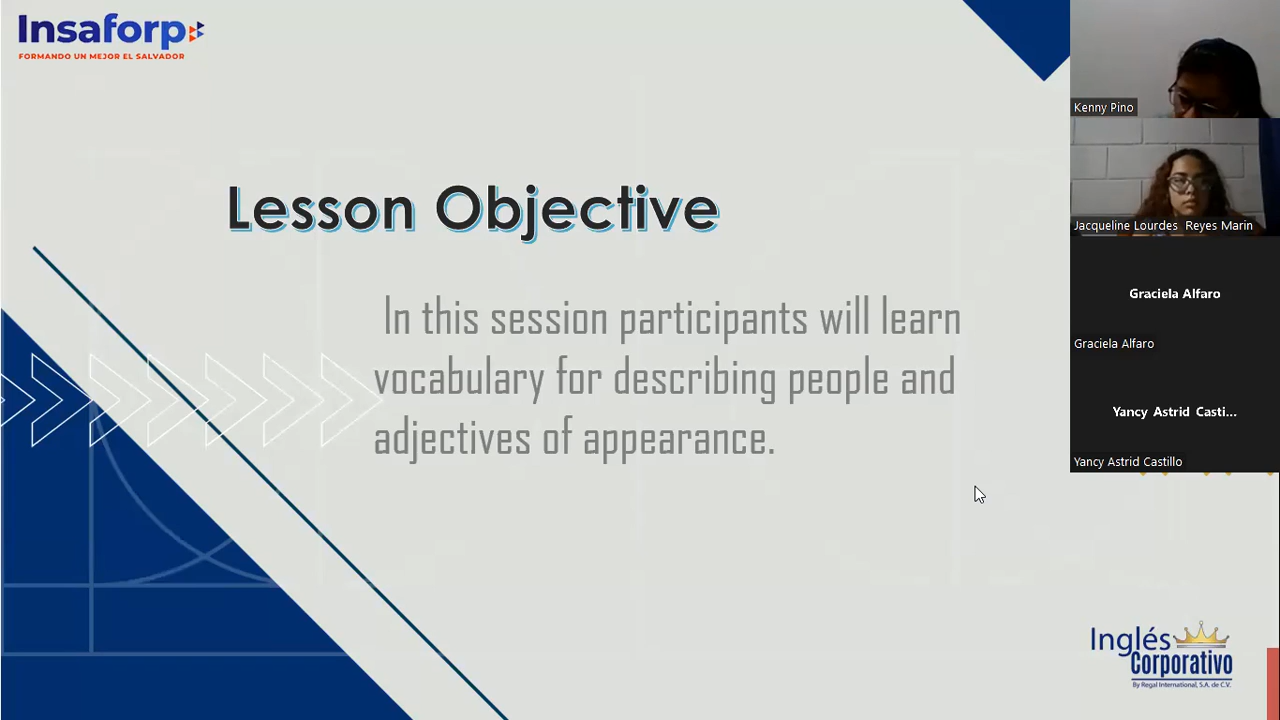 Insaforp
FORMANDO UN MEJOR EL SALVADOR
Lesson Objective
In this session participants will learn
vocabulary for describing people and
adjectives of appearance.
Kenny Pino
Jacqueline Lourdes Reyes Marin
Graciela Alfaro
Graciela Alfaro
Yancy Astrid Casti...
Yancy Astrid Castillo
Inglés
Corporativo
By Regal International, S.A. de C.V.